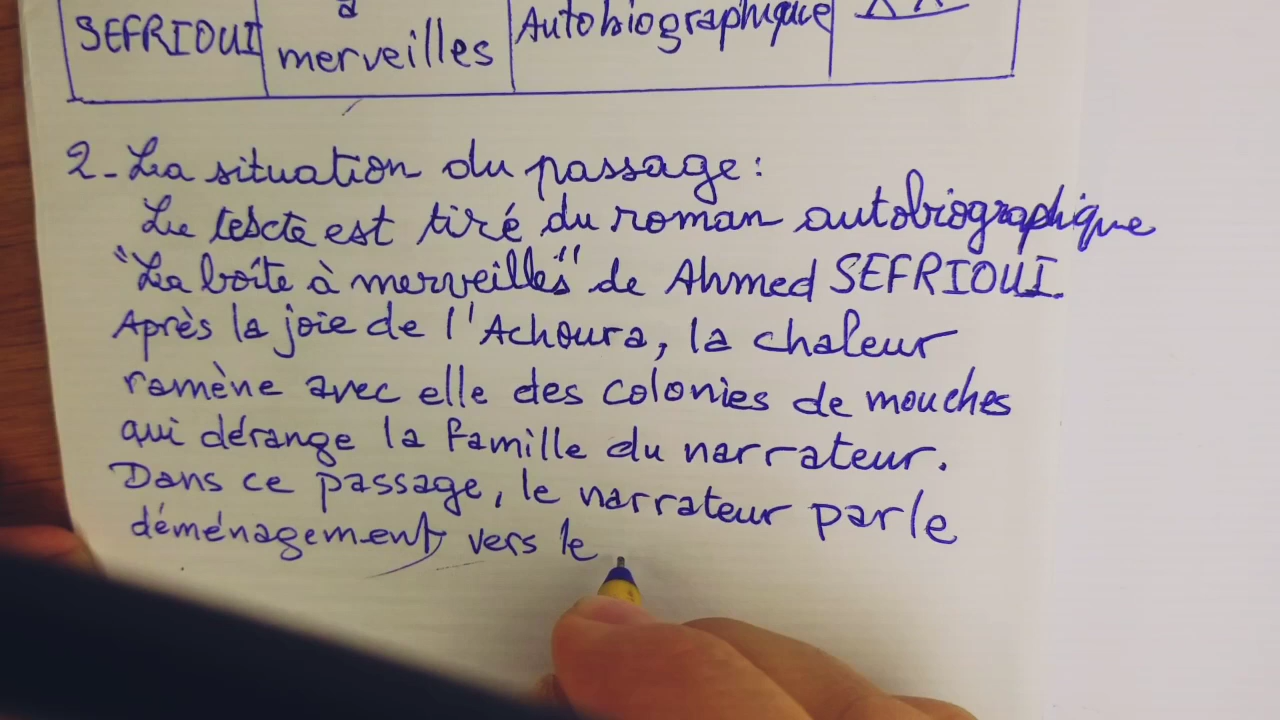 à
SEFRIOUI merveilles Autobiographique XX
2- La situation du passage :
Le texte est tiré du roman autobiographique
"La boîte à merveilles" de Ahmed SEFRIOUI.
Après la joie de l'Achoura, la chaleur
ramène avec elle des colonies de mouches
qui dérange la famille du narrateur.
Dans ce passage, le narrateur parle
déménagement vers le